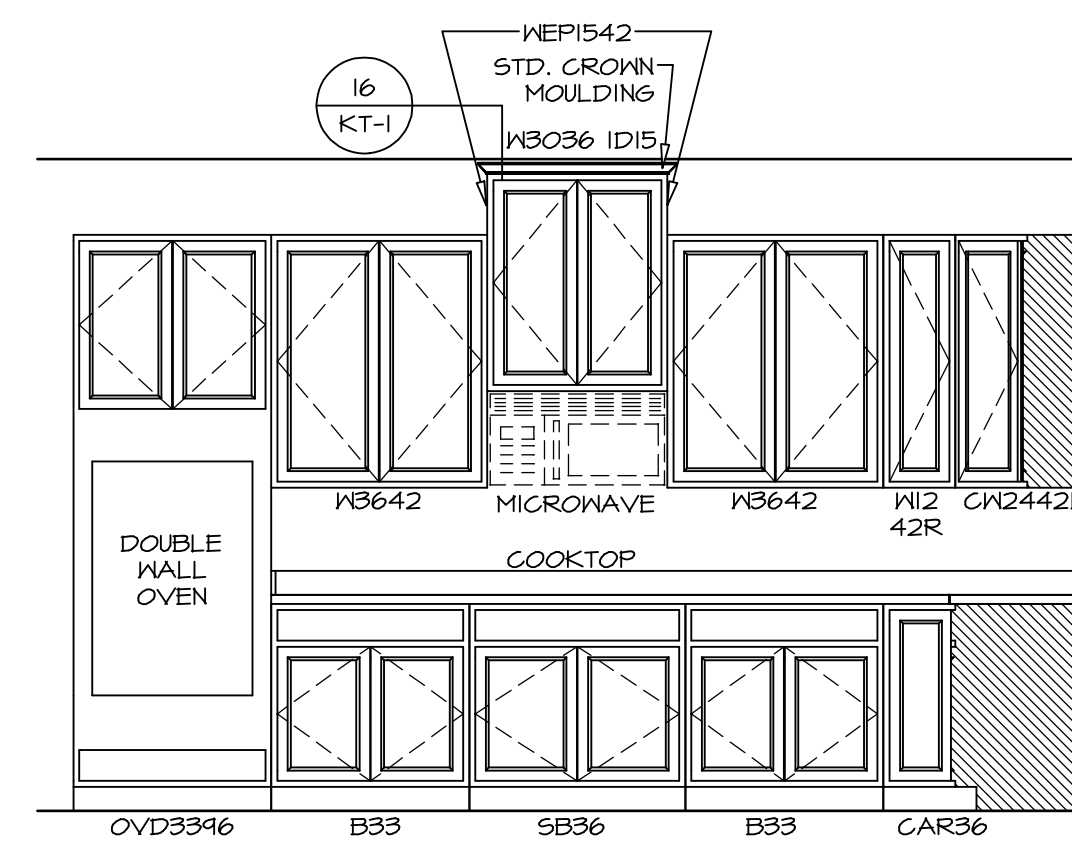 WEP1542
STD. CROWN
MOULDING
16
KT-1
W3036 1D15
W3642
MICROWAVE
W3642
W12
42R
CW2442
DOUBLE
WALL
OVEN
COOKTOP
OVD3396
B33
SB36
B33
CAR36